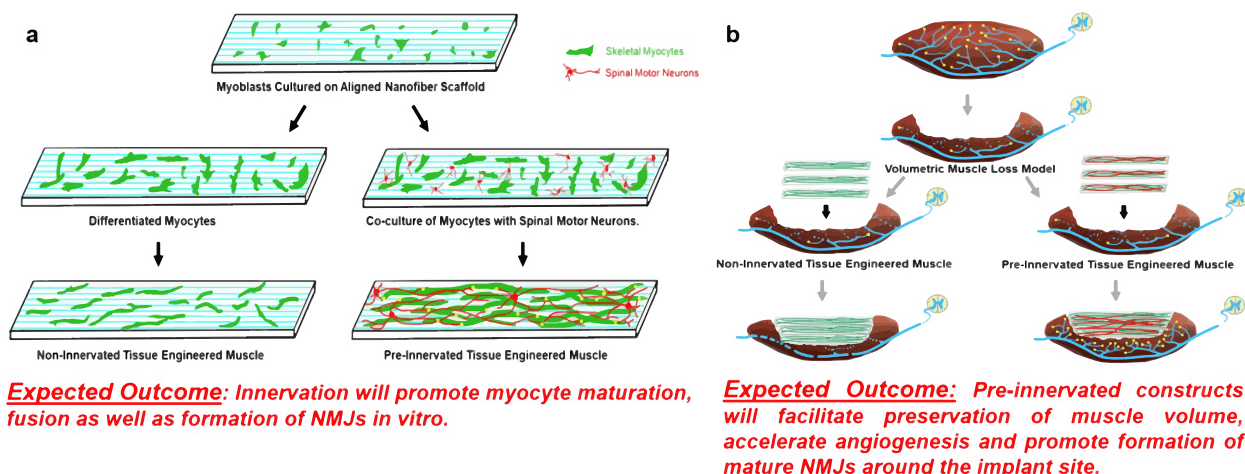 a
Skeletal Myocytes
Spinal Motor Neurons
Myoblasts Cultured on Aligned Nanofiber Scaffold
Differentiated Myocytes
Co-culture of Myocytes with Spinal Motor Neurons.
Non-Innervated Tissue Engineered Muscle
Pre-Innervated Tissue Engineered Muscle
Expected Outcome: Innervation will promote myocyte maturation,
fusion as well as formation of NMJs in vitro.
b
Volumetric Muscle Loss Model
Non-Innervated Tissue Engineered Muscle
Pre-Innervated Tissue Engineered Muscle
Expected Outcome: Pre-innervated constructs
will facilitate preservation of muscle volume,
accelerate angiogenesis and promote formation of
mature NMJs around the implant site.